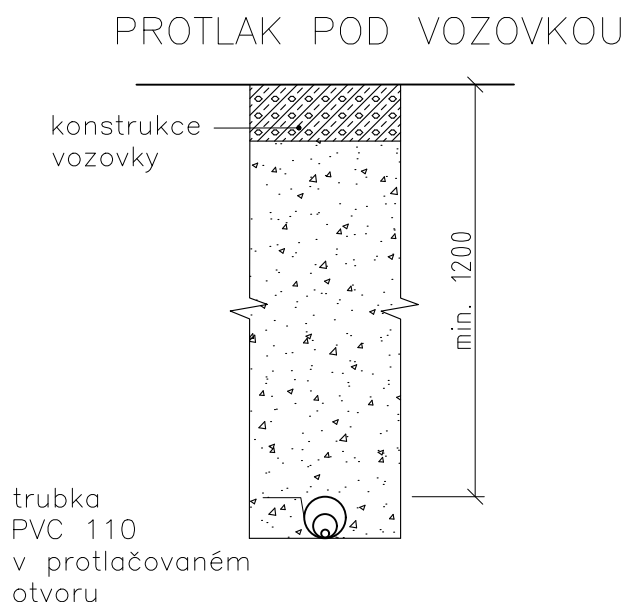 PROTLAK POD VOZOVKOU
konstrukce
vozovky
min. 1200
trubka
PVC 110
v protlačovaném
otvoru